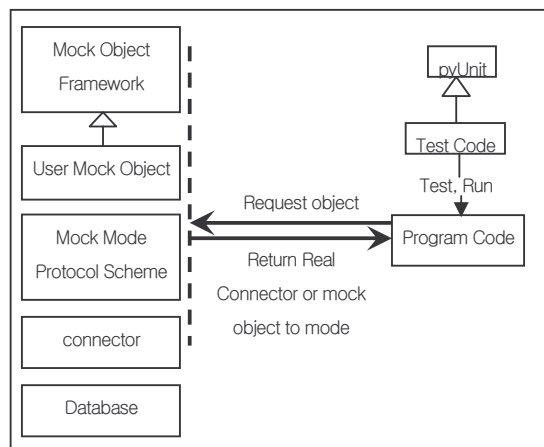 Mock Object
Framework
User Mock Object
Mock Mode
Protocol Scheme
connector
Database
Request object
Return Real
Connector or mock
object to mode
pyUnit
Test Code
Test, Run
Program Code